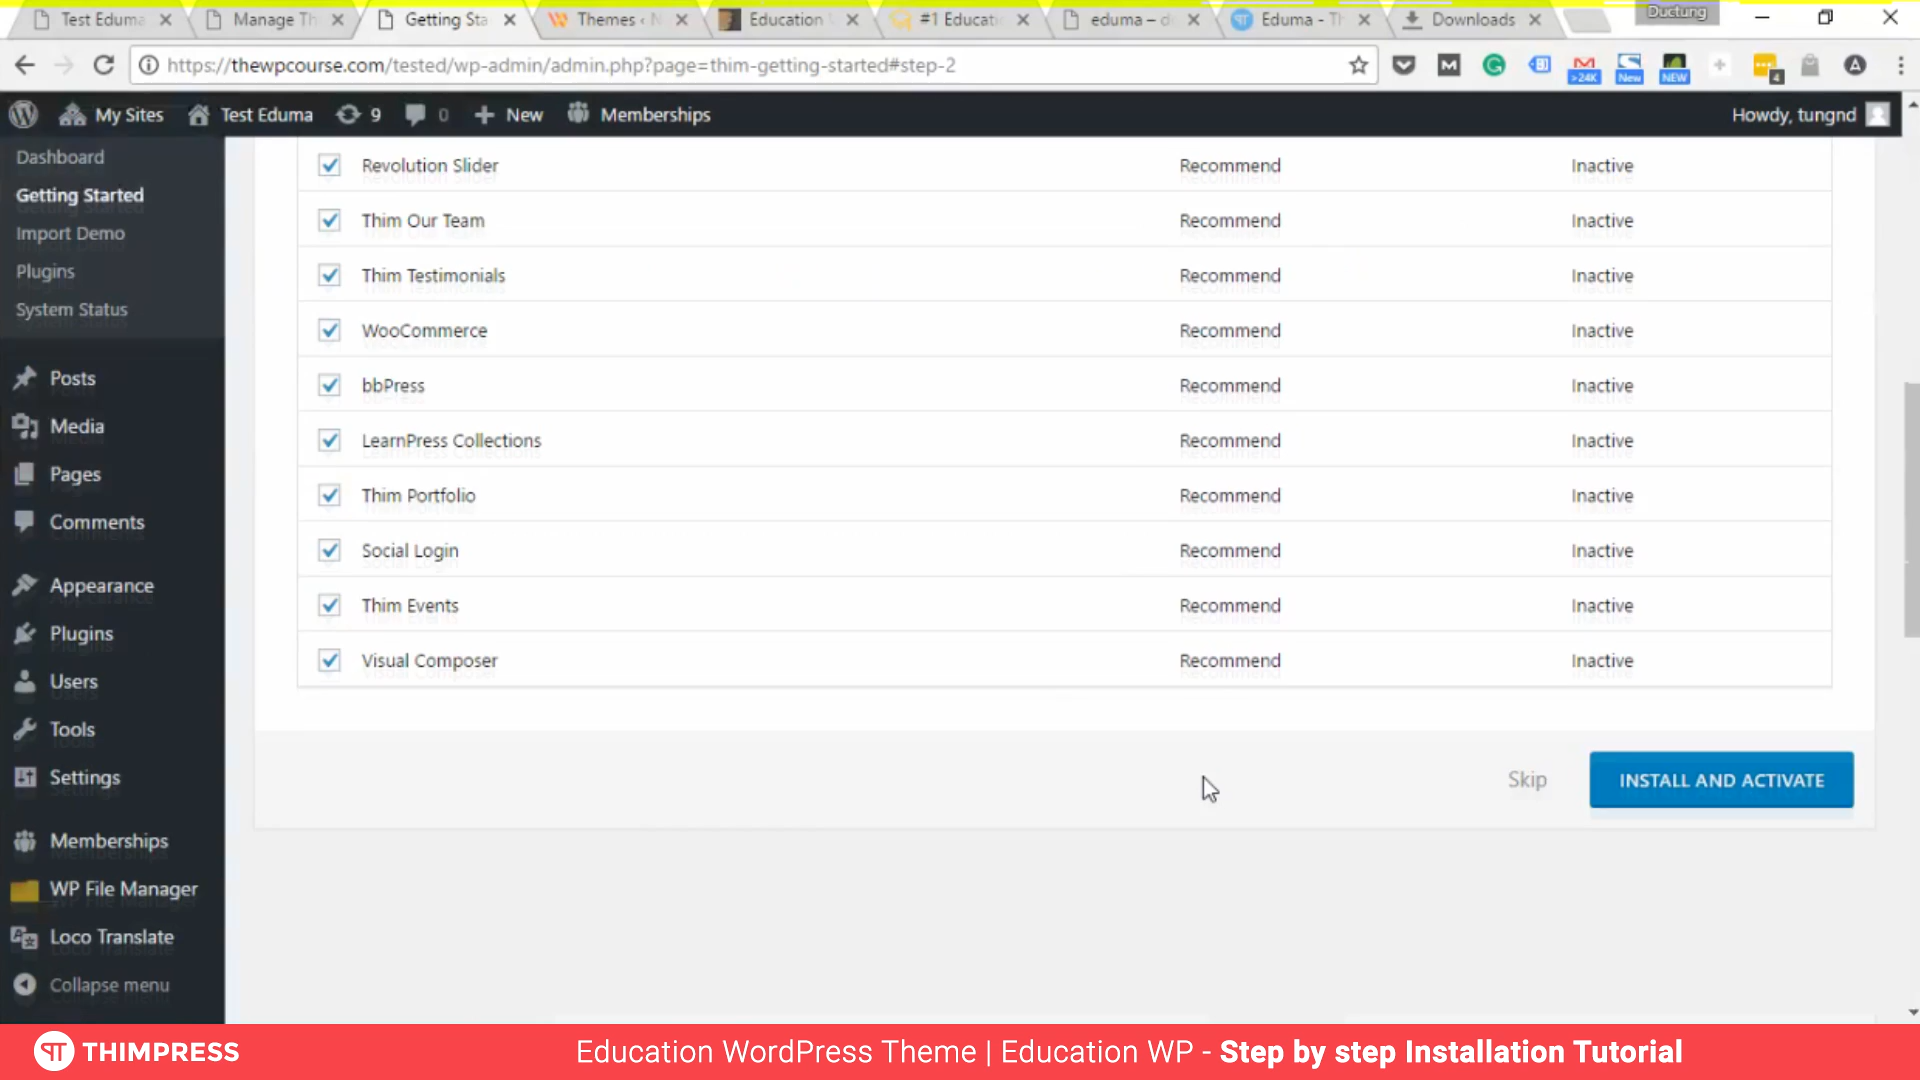 Test Eduma
Manage Th
Getting Sta
Themes ‹ N
Education
#1 Educati
eduma – d
Eduma - Th
Downloads
Ductung
https://thewpcourse.com/tested/wp-admin/admin.php?page=thim-getting-started#step-2
>24K
New
NEW
4
My Sites
Test Eduma
9
0
New
Memberships
Howdy, tungnd
Dashboard
Getting Started
Import Demo
Plugins
System Status
Posts
Media
Pages
Comments
Appearance
Plugins
Users
Tools
Settings
Memberships
WP File Manager
Loco Translate
Collapse menu
Revolution Slider Recommend Inactive
Thim Our Team Recommend Inactive
Thim Testimonials Recommend Inactive
WooCommerce Recommend Inactive
bbPress Recommend Inactive
LearnPress Collections Recommend Inactive
Thim Portfolio Recommend Inactive
Social Login Recommend Inactive
Thim Events Recommend Inactive
Visual Composer Recommend Inactive
Skip
INSTALL AND ACTIVATE
THIMPRESS
Education WordPress Theme | Education WP - Step by step Installation Tutorial